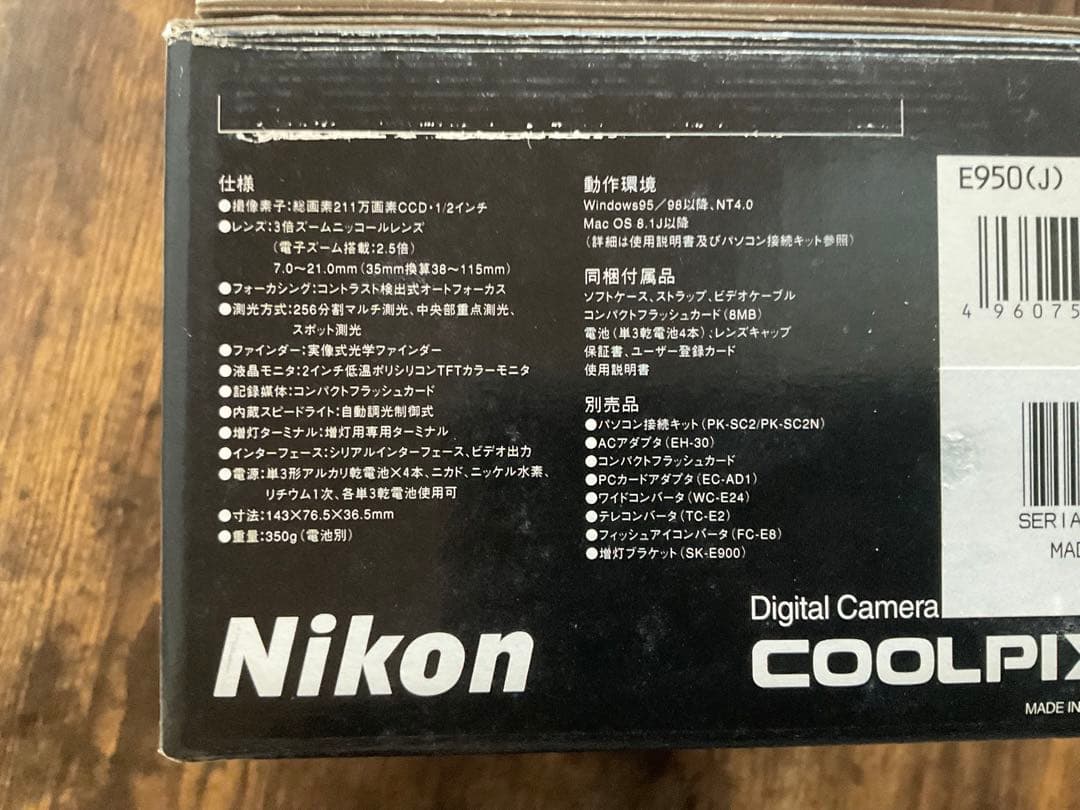 仕様
●撮像素子:総画素211万画素CCD・1/2インチ
●レンズ:3倍ズームニッコールレンズ
(電子ズーム搭載:2.5倍)
7.0〜21.0mm(35mm換算38〜115mm)
●フォーカシング:コントラスト検出式オートフォーカス
●測光方式:256分割マルチ測光、中央部重点測光、
スポット測光
●ファインダー:実像式光学ファインダー
●液晶モニタ:2インチ低温ポリシリコンTFTカラーモニタ
●記録媒体:コンパクトフラッシュカード
●内蔵スピードライト:自動調光制御式
●増灯ターミナル:増灯用専用ターミナル
●インターフェース:シリアルインターフェース、ビデオ出力
●電源:単3形アルカリ乾電池×4本、ニカド、ニッケル水素、
リチウム1次、各単3乾電池使用可
●寸法:143×76.5×36.5mm
●重量:350g(電池別)
動作環境
Windows95/98以降、NT4.0
Mac OS 8.1J以降
(詳細は使用説明書及びパソコン接続キット参照)
同梱付属品
ソフトケース、ストラップ、ビデオケーブル
コンパクトフラッシュカード(8MB)
電池(単3乾電池4本)、レンズキャップ
保証書、ユーザー登録カード
使用説明書
別売品
●パソコン接続キット(PK-SC2/PK-SC2N)
●ACアダプタ(EH-30)
●コンパクトフラッシュカード
●PCカードアダプタ(EC-AD1)
●ワイドコンバータ(WC-E24)
●テレコンバータ(TC-E2)
●フィッシュアイコンバータ(FC-E8)
●増灯ブラケット(SK-E900)
E950(J)
4 96075
SERIA
MAD
Nikon
Digital Camera
COOLPIX
MADE IN